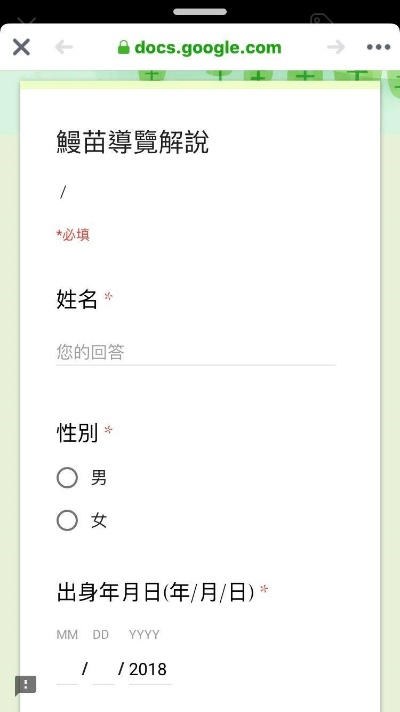 docs.google.com
鰻苗導覽解說
/
*必填
姓名 *
您的回答
性別 *
男
女
出身年月日(年/月/日) *
MM DD YYYY
/ / 2018